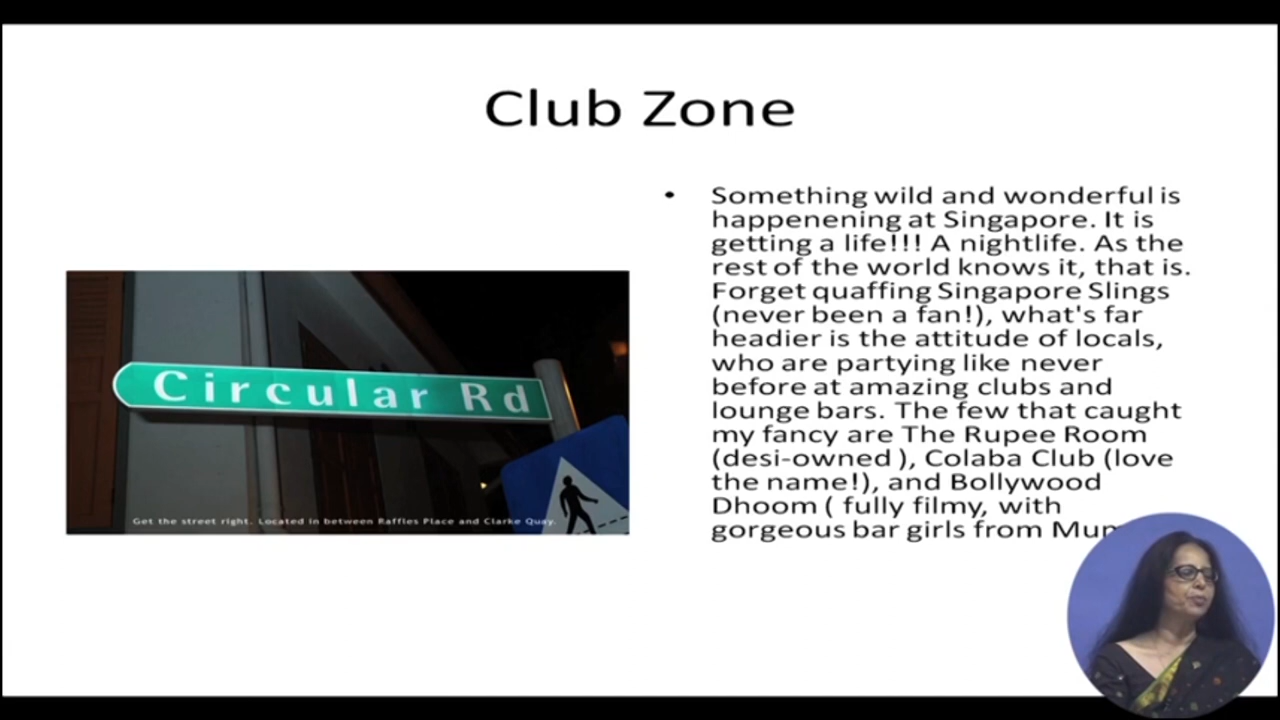 Club Zone
• Something wild and wonderful is
happenening at Singapore. It is
getting a life!!! A nightlife. As the
rest of the world knows it, that is.
Forget quaffing Singapore Slings
(never been a fan!), what's far
headier is the attitude of locals,
who are partying like never
before at amazing clubs and
lounge bars. The few that caught
my fancy are The Rupee Room
(desi-owned ), Colaba Club (love
the name!), and Bollywood
Dhoom ( fully filmy, with
gorgeous bar girls from
Circular Rd
Get the street right. Located in between Raffles Place and Clarke Quay.